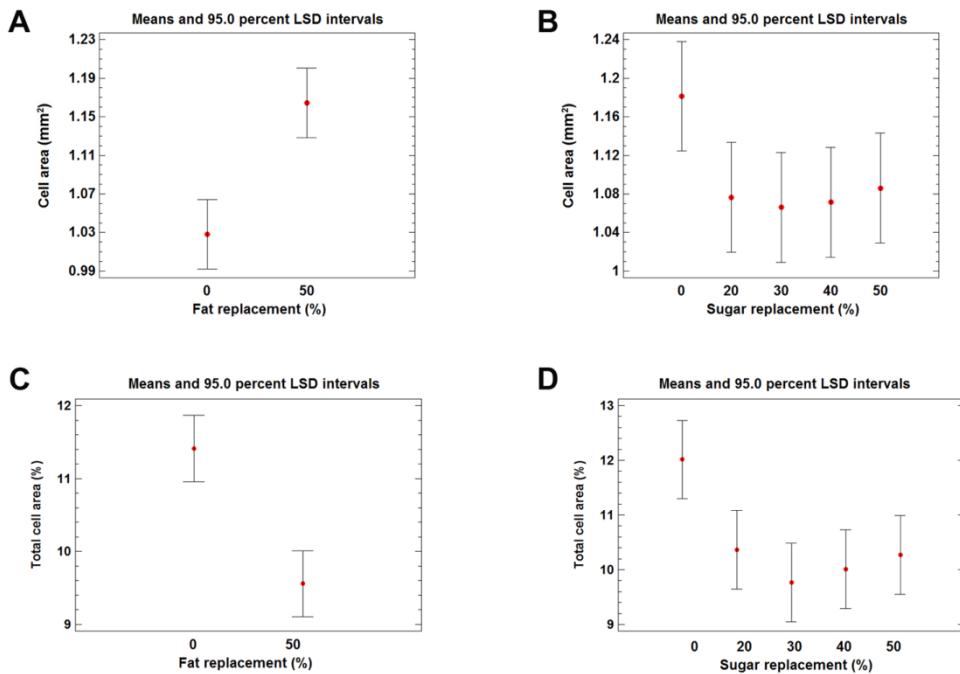 A
Means and 95.0 percent LSD intervals
1.23
1.19
1.15
1.11
1.07
1.03
0.99
Cell area (mm²)
0 50
Fat replacement (%)
B
Means and 95.0 percent LSD intervals
1.24
1.2
1.16
1.12
1.08
1.04
1
Cell area (mm²)
0 20 30 40 50
Sugar replacement (%)
C
Means and 95.0 percent LSD intervals
12
11
10
9
Total cell area (%)
0 50
Fat replacement (%)
D
Means and 95.0 percent LSD intervals
13
12
11
10
9
Total cell area (%)
0 20 30 40 50
Sugar replacement (%)